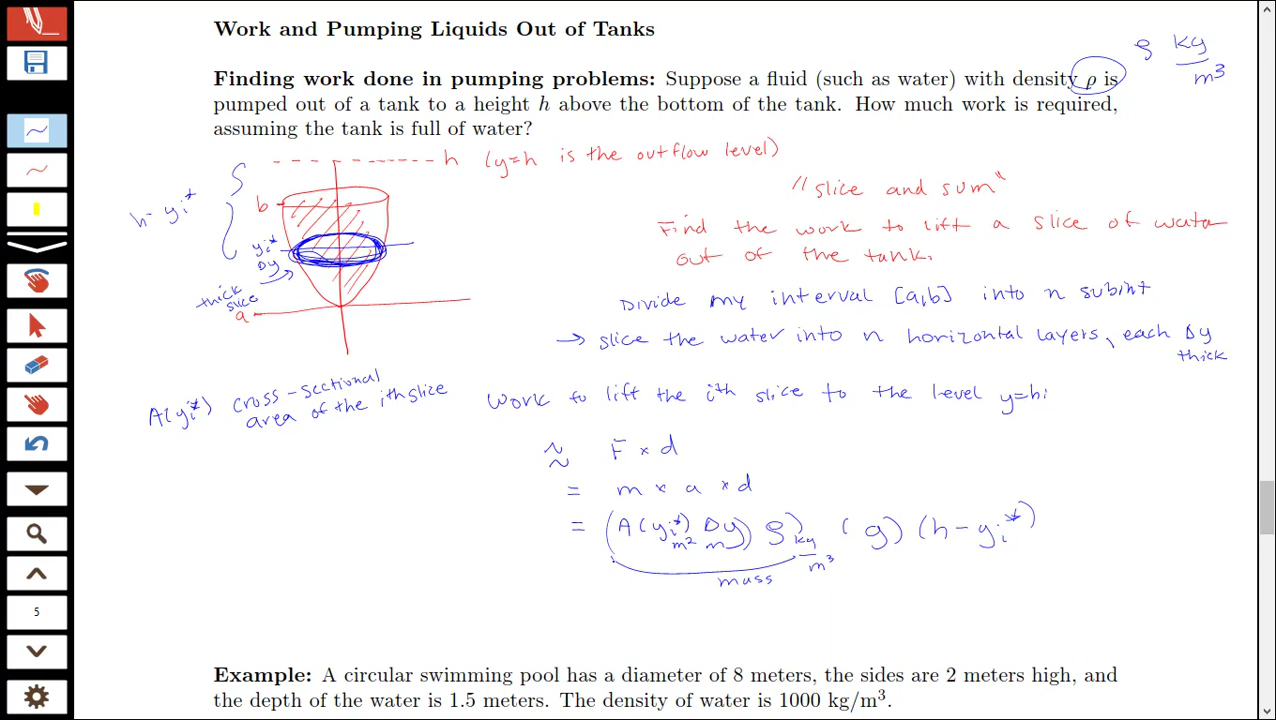 Work and Pumping Liquids Out of Tanks
ρ kg/m³
Finding work done in pumping problems: Suppose a fluid (such as water) with density ρ is
pumped out of a tank to a height h above the bottom of the tank. How much work is required,
assuming the tank is full of water?
h (y=h is the outflow level)
"slice and sum"
h-yᵢ*
b
Find the work to lift a slice of water
out of the tank.
yᵢ*
Δy
thick
slice
a
Divide my interval [a,b] into n subint
→ slice the water into n horizontal layers, each Δy
thick
A(yᵢ*) cross-sectional
area of the ith slice
Work to lift the ith slice to the level y=h:
≈ F × d
= m × a × d
= (A(yᵢ*) Δy) ρ) (g) (h-yᵢ*)
m² m kg/m³
mass
5
Example: A circular swimming pool has a diameter of 8 meters, the sides are 2 meters high, and
the depth of the water is 1.5 meters. The density of water is 1000 kg/m³.